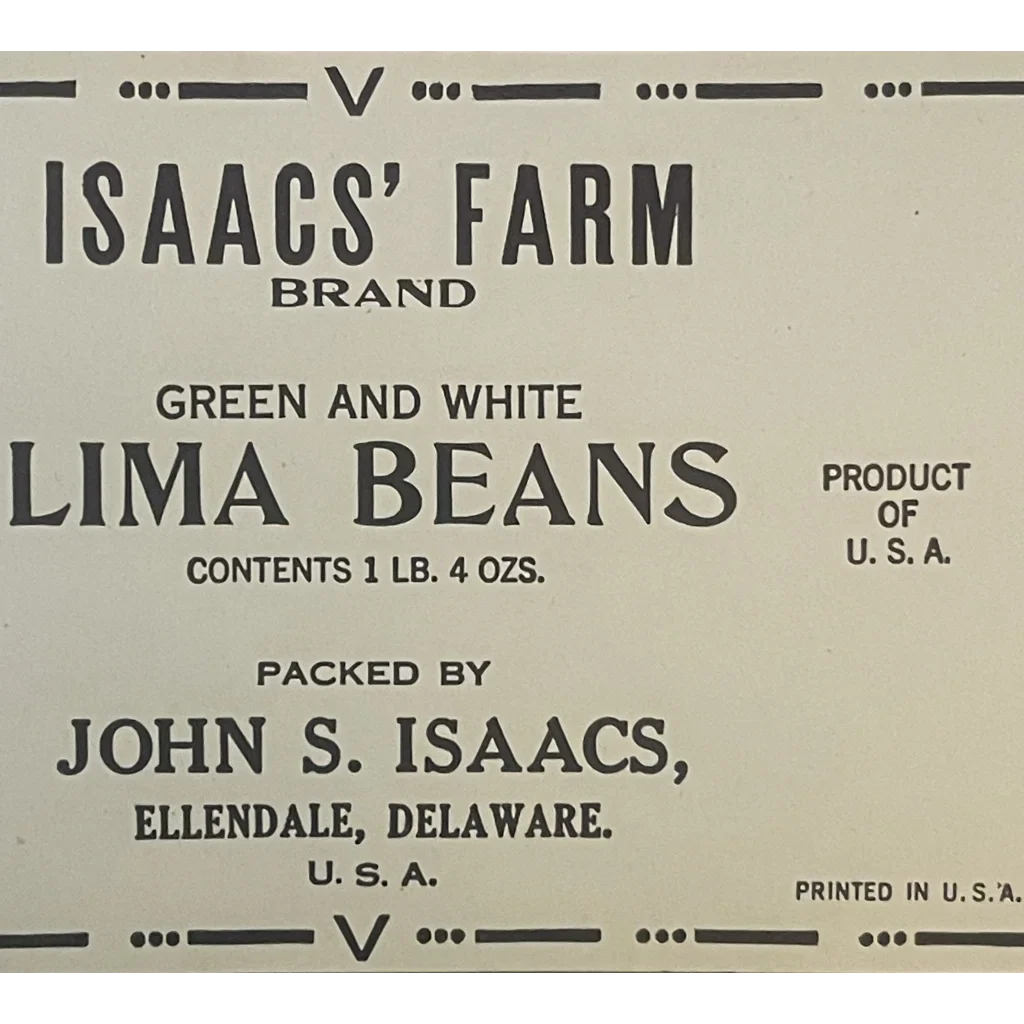 V
ISAACS' FARM
BRAND
GREEN AND WHITE
LIMA BEANS
CONTENTS 1 LB. 4 OZS.
PACKED BY
JOHN S. ISAACS,
ELLENDALE, DELAWARE.
U. S. A.
V
PRODUCT
OF
U. S. A.
PRINTED IN U. S. A.